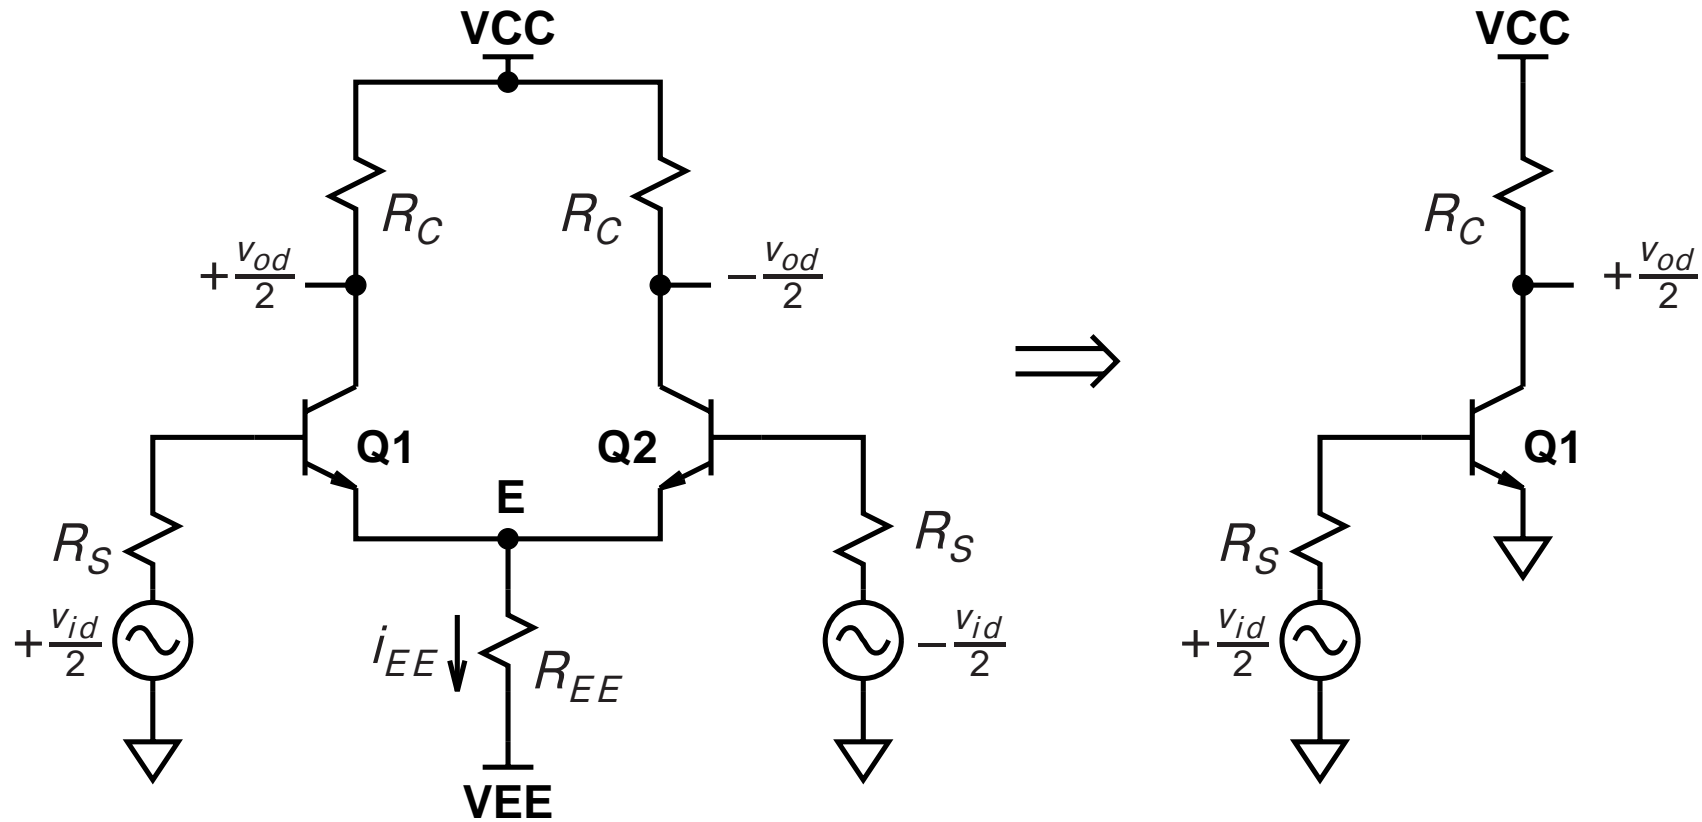 VCC
VCC
R_C
R_C
R_C
+ v_od/2
− v_od/2
+ v_od/2
Q1
Q2
Q1
E
R_S
R_S
R_S
+ v_id/2
i_EE
R_EE
− v_id/2
+ v_id/2
VEE